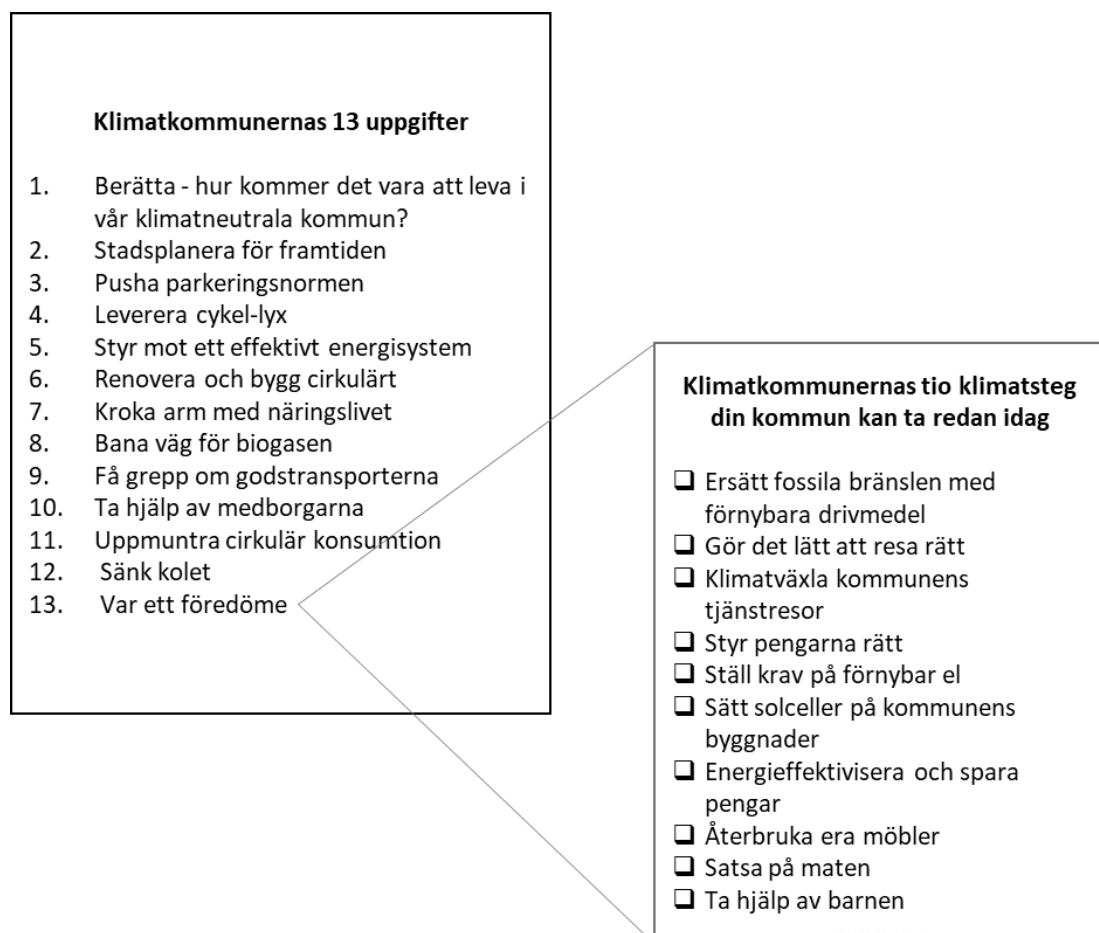 Klimatkommunernas 13 uppgifter
1. Berätta - hur kommer det vara att leva i
vår klimatneutrala kommun?
2. Stadsplanera för framtiden
3. Pusha parkeringsnormen
4. Leverera cykel-lyx
5. Styr mot ett effektivt energisystem
6. Renovera och bygg cirkulärt
7. Kroka arm med näringslivet
8. Bana väg för biogasen
9. Få grepp om godstransporterna
10. Ta hjälp av medborgarna
11. Uppmuntra cirkulär konsumtion
12. Sänk kolet
13. Var ett föredöme
Klimatkommunernas tio klimatsteg
din kommun kan ta redan idag
❑ Ersätt fossila bränslen med
förnybara drivmedel
❑ Gör det lätt att resa rätt
❑ Klimatväxla kommunens
tjänstresor
❑ Styr pengarna rätt
❑ Ställ krav på förnybar el
❑ Sätt solceller på kommunens
byggnader
❑ Energieffektivisera och spara
pengar
❑ Återbruka era möbler
❑ Satsa på maten
❑ Ta hjälp av barnen